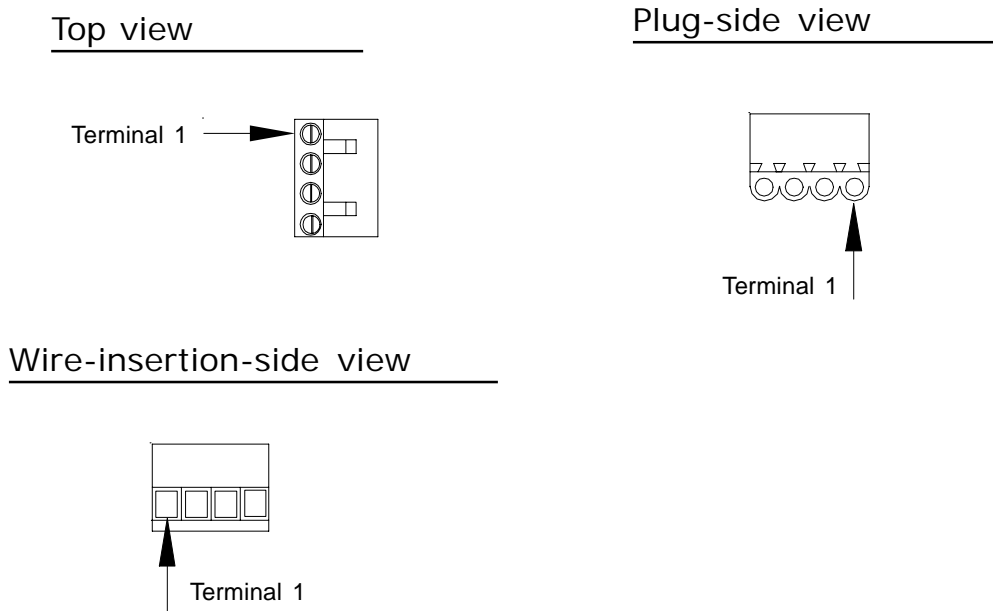 Top view
Terminal 1
Plug-side view
Terminal 1
Wire-insertion-side view
Terminal 1